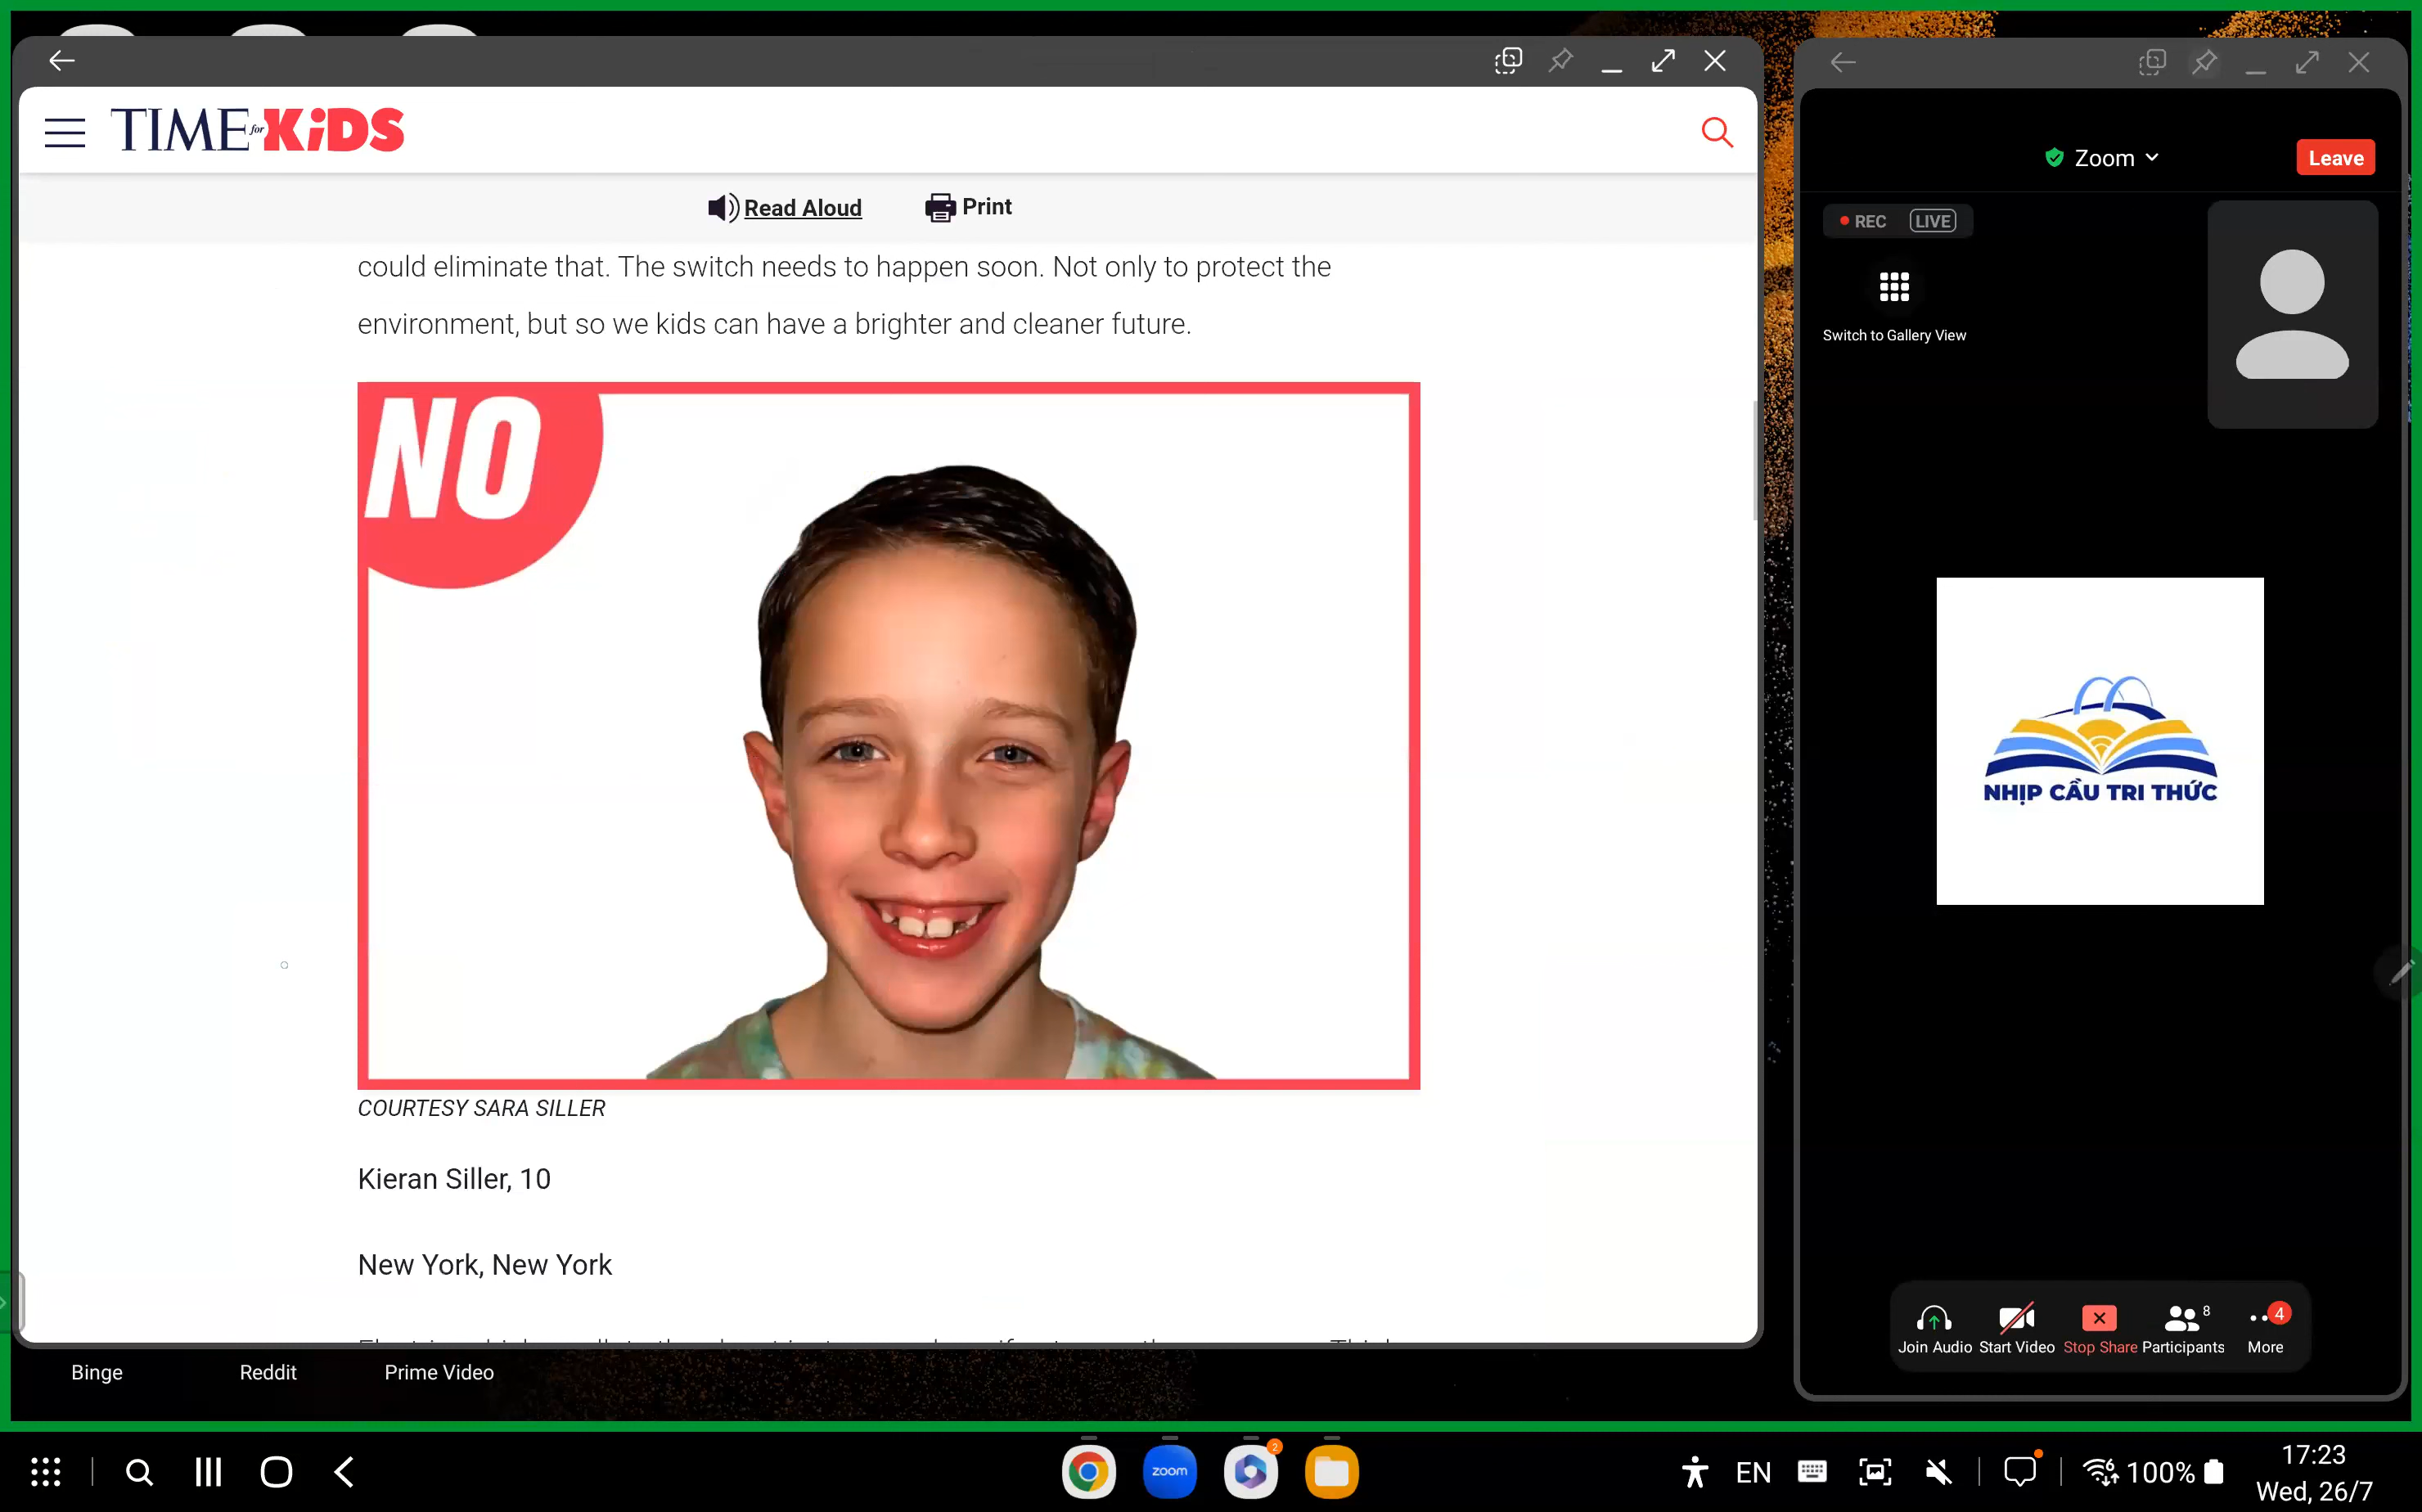 TIME for KiDS
Read Aloud
Print
could eliminate that. The switch needs to happen soon. Not only to protect the
environment, but so we kids can have a brighter and cleaner future.
NO
COURTESY SARA SILLER
Kieran Siller, 10
New York, New York
Binge
Reddit
Prime Video
Zoom
Leave
REC
LIVE
Switch to Gallery View
NHỊP CẦU TRI THỨC
8
4
Join Audio
Start Video
Stop Share
Participants
More
zoom
2
EN
6
100%
17:23
Wed, 26/7